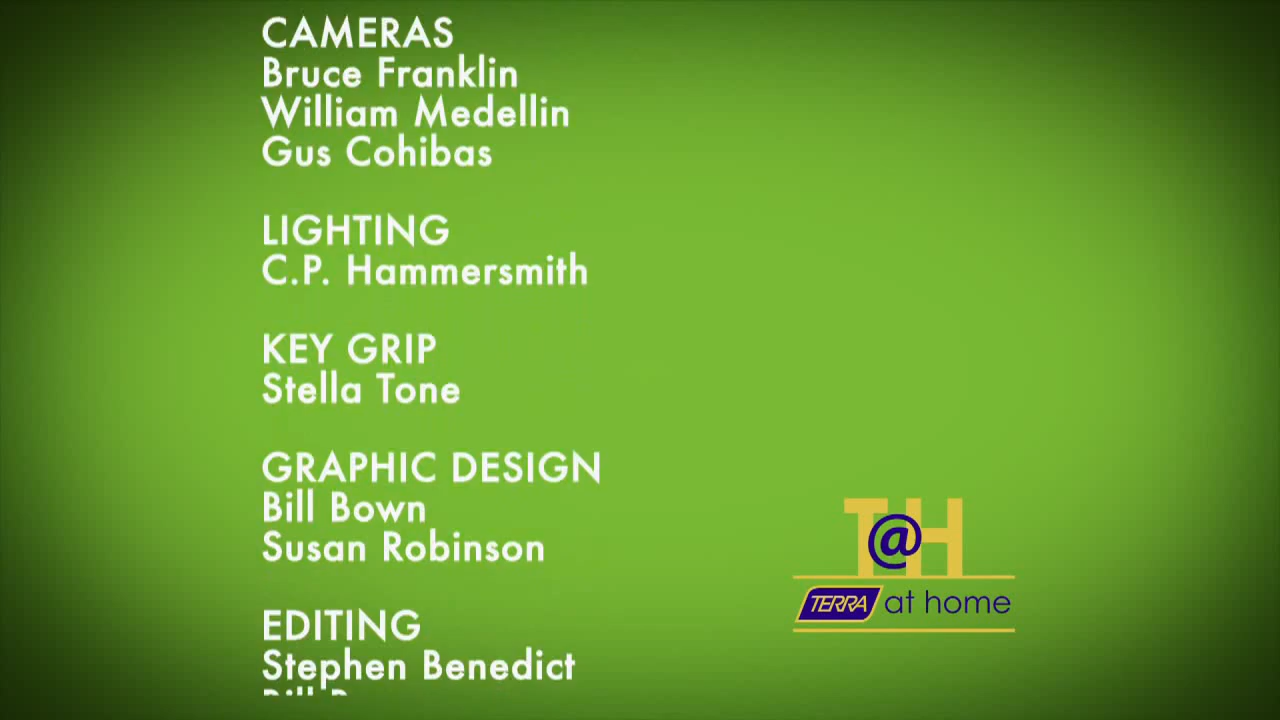 CAMERAS
Bruce Franklin
William Medellin
Gus Cohibas
LIGHTING
C.P. Hammersmith
KEY GRIP
Stella Tone
GRAPHIC DESIGN
Bill Bown
Susan Robinson
EDITING
Stephen Benedict
Bill
T@H
TERRA at home